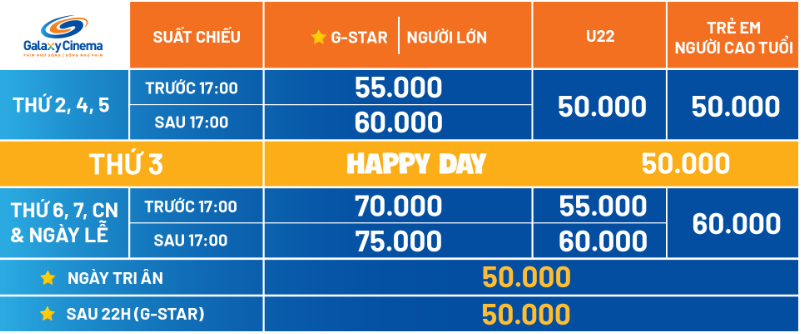 Galaxy Cinema
SUẤT CHIẾU
G-STAR | NGƯỜI LỚN
U22
TRẺ EM
NGƯỜI CAO TUỔI
THỨ 2, 4, 5
TRƯỚC 17:00
55.000
SAU 17:00
60.000
50.000
50.000
THỨ 3
HAPPY DAY
50.000
THỨ 6, 7, CN
& NGÀY LỄ
TRƯỚC 17:00
70.000
55.000
SAU 17:00
75.000
60.000
60.000
NGÀY TRI ÂN
50.000
SAU 22H (G-STAR)
50.000